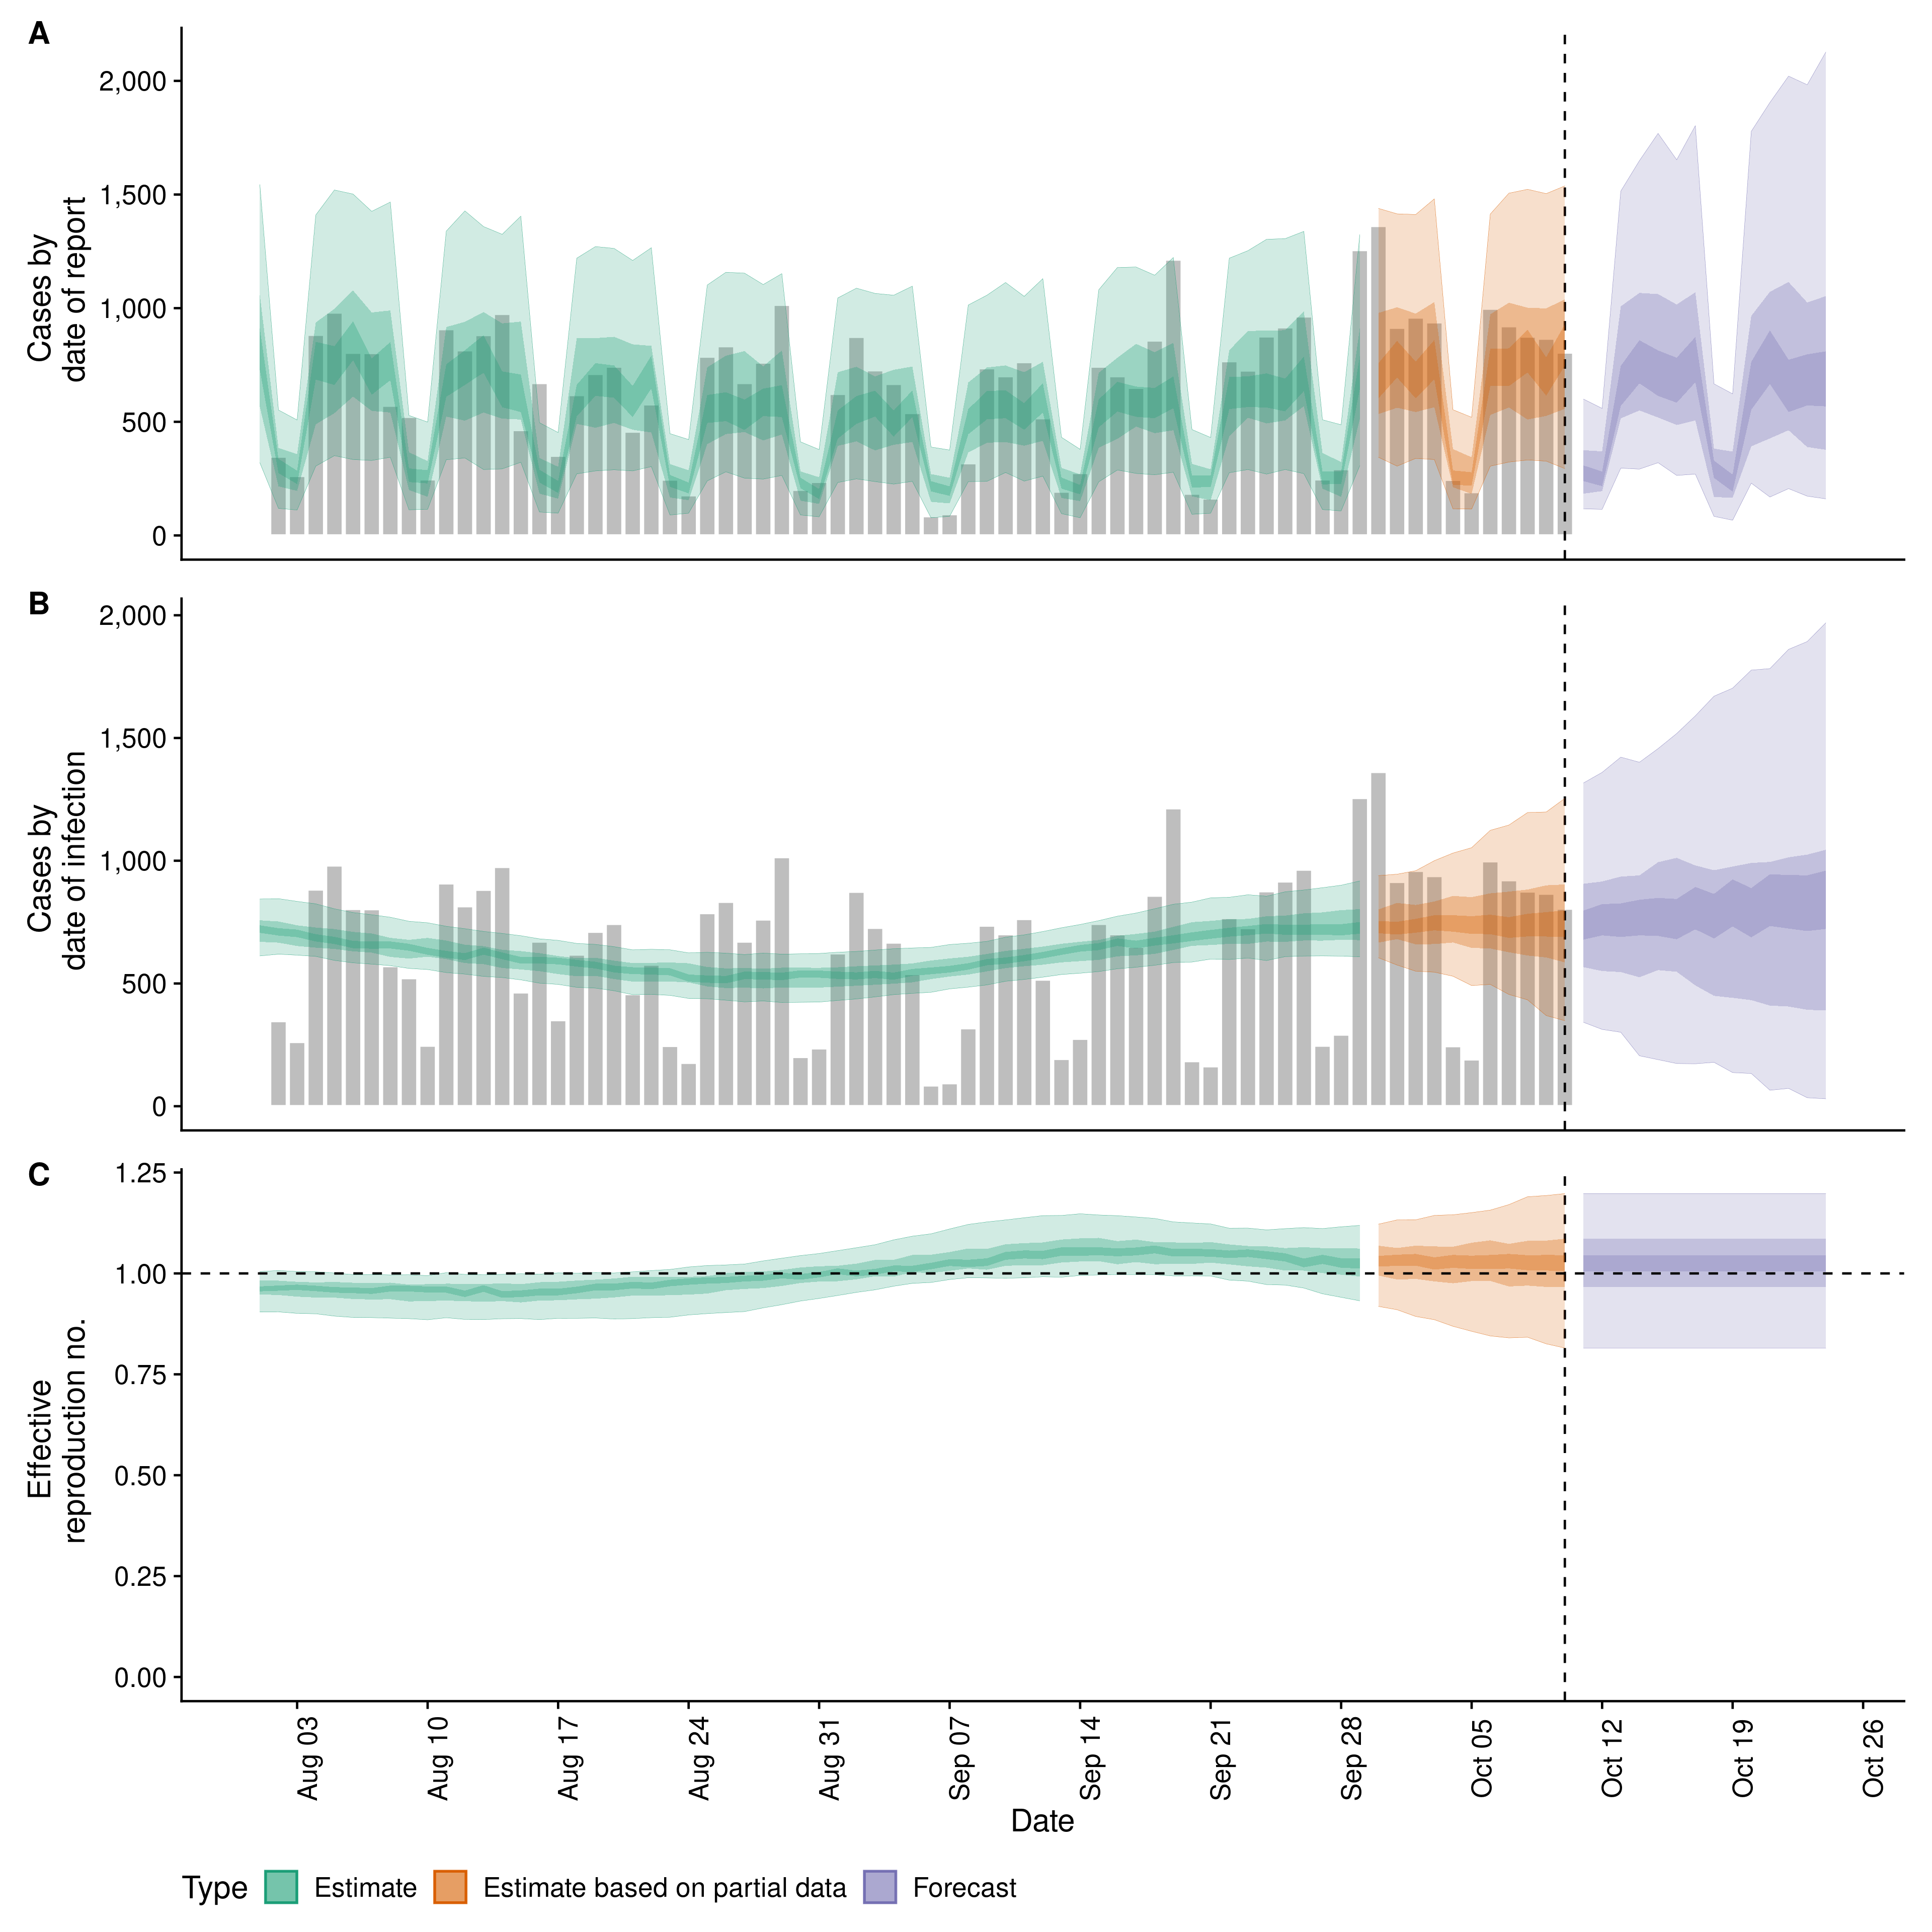 A
2,000
1,500
1,000
500
0
Cases by
date of report
B
2,000
1,500
1,000
500
0
Cases by
date of infection
C
1.25
1.00
0.75
0.50
0.25
0.00
Effective
reproduction no.
Aug 03
Aug 10
Aug 17
Aug 24
Aug 31
Sep 07
Sep 14
Sep 21
Sep 28
Oct 05
Oct 12
Oct 19
Oct 26
Date
Type Estimate Estimate based on partial data Forecast